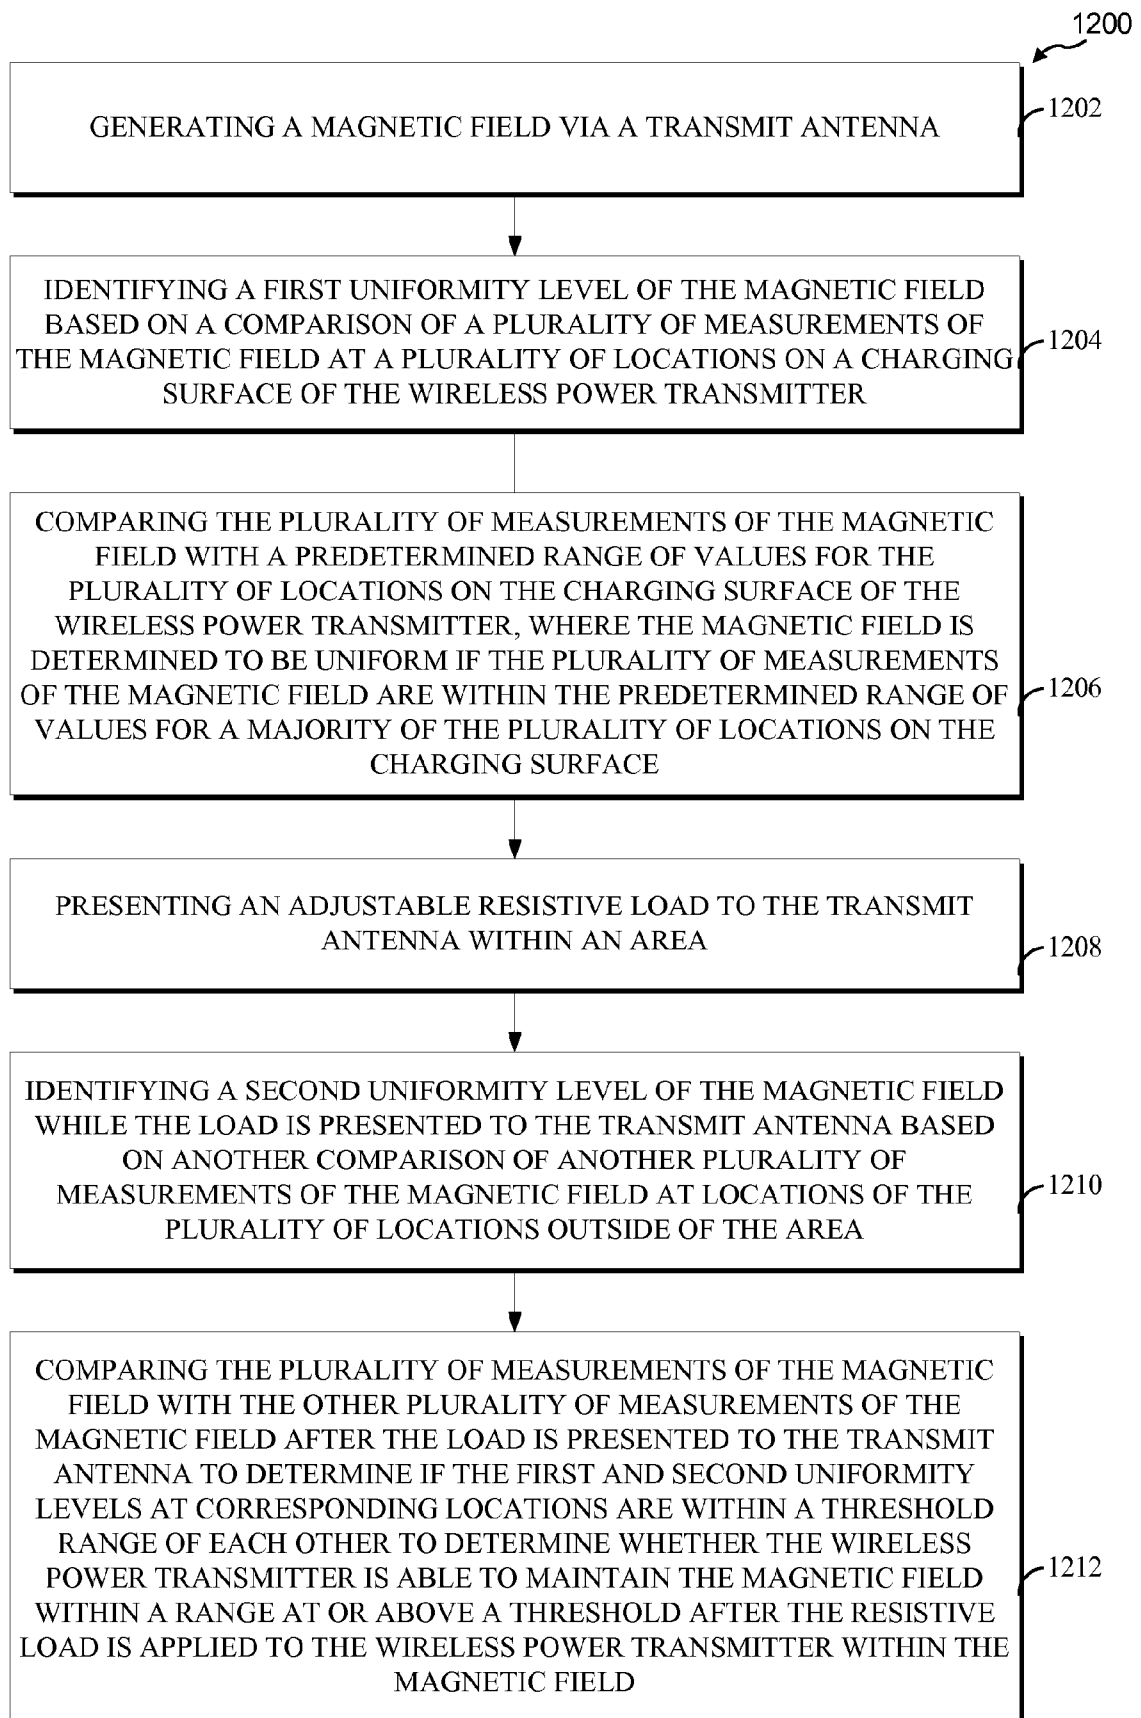 1200
GENERATING A MAGNETIC FIELD VIA A TRANSMIT ANTENNA
1202
IDENTIFYING A FIRST UNIFORMITY LEVEL OF THE MAGNETIC FIELD
BASED ON A COMPARISON OF A PLURALITY OF MEASUREMENTS OF
THE MAGNETIC FIELD AT A PLURALITY OF LOCATIONS ON A CHARGING
SURFACE OF THE WIRELESS POWER TRANSMITTER
1204
COMPARING THE PLURALITY OF MEASUREMENTS OF THE MAGNETIC
FIELD WITH A PREDETERMINED RANGE OF VALUES FOR THE
PLURALITY OF LOCATIONS ON THE CHARGING SURFACE OF THE
WIRELESS POWER TRANSMITTER, WHERE THE MAGNETIC FIELD IS
DETERMINED TO BE UNIFORM IF THE PLURALITY OF MEASUREMENTS
OF THE MAGNETIC FIELD ARE WITHIN THE PREDETERMINED RANGE OF
VALUES FOR A MAJORITY OF THE PLURALITY OF LOCATIONS ON THE
CHARGING SURFACE
1206
PRESENTING AN ADJUSTABLE RESISTIVE LOAD TO THE TRANSMIT
ANTENNA WITHIN AN AREA
1208
IDENTIFYING A SECOND UNIFORMITY LEVEL OF THE MAGNETIC FIELD
WHILE THE LOAD IS PRESENTED TO THE TRANSMIT ANTENNA BASED
ON ANOTHER COMPARISON OF ANOTHER PLURALITY OF
MEASUREMENTS OF THE MAGNETIC FIELD AT LOCATIONS OF THE
PLURALITY OF LOCATIONS OUTSIDE OF THE AREA
1210
COMPARING THE PLURALITY OF MEASUREMENTS OF THE MAGNETIC
FIELD WITH THE OTHER PLURALITY OF MEASUREMENTS OF THE
MAGNETIC FIELD AFTER THE LOAD IS PRESENTED TO THE TRANSMIT
ANTENNA TO DETERMINE IF THE FIRST AND SECOND UNIFORMITY
LEVELS AT CORRESPONDING LOCATIONS ARE WITHIN A THRESHOLD
RANGE OF EACH OTHER TO DETERMINE WHETHER THE WIRELESS
POWER TRANSMITTER IS ABLE TO MAINTAIN THE MAGNETIC FIELD
WITHIN A RANGE AT OR ABOVE A THRESHOLD AFTER THE RESISTIVE
LOAD IS APPLIED TO THE WIRELESS POWER TRANSMITTER WITHIN THE
MAGNETIC FIELD
1212